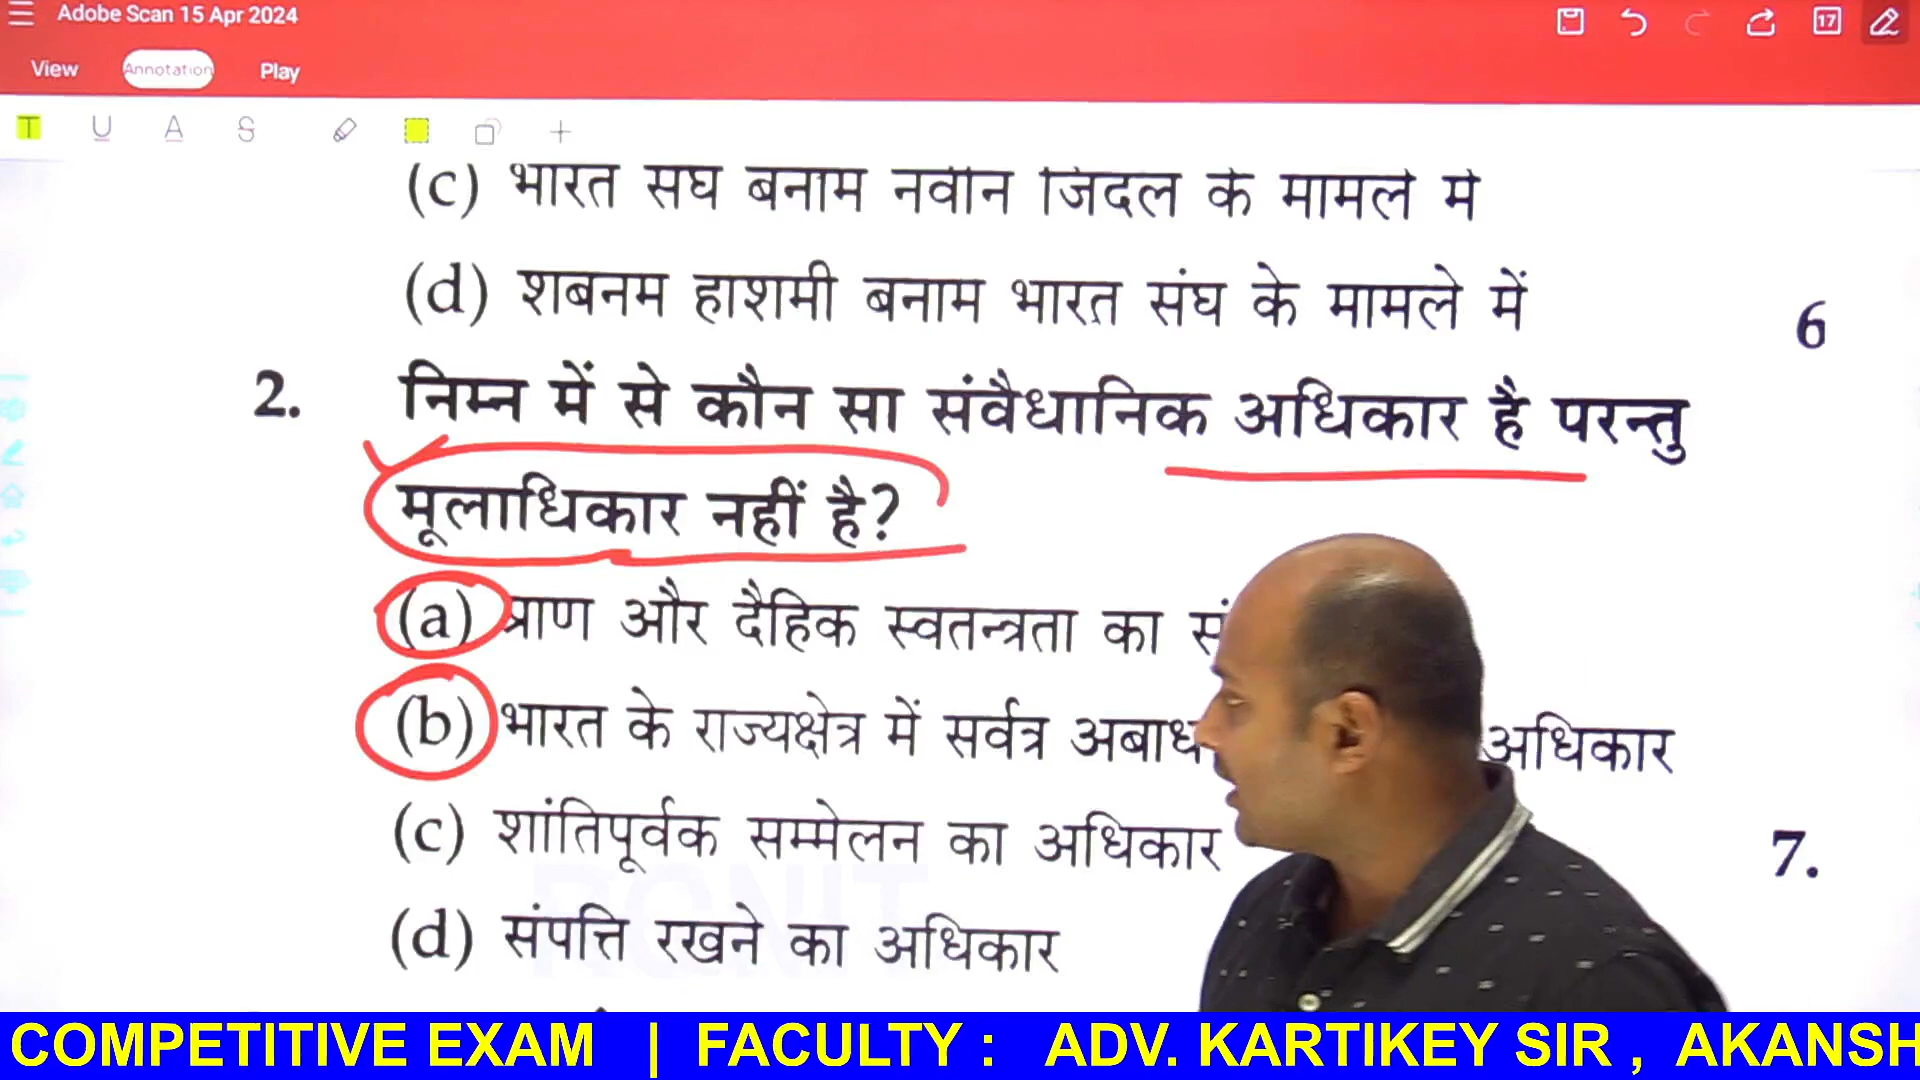 Adobe Scan 15 Apr 2024
17
View Annotation Play
T U A S
(c) भारत संघ बनाम नवीन जिंदल के मामले में
(d) शबनम हाशमी बनाम भारत संघ के मामले में
6
2. निम्न में से कौन सा संवैधानिक अधिकार है परन्तु
मूलाधिकार नहीं है?
(a) प्राण और दैहिक स्वतन्त्रता का
(b) भारत के राज्यक्षेत्र में सर्वत्र अबाध अधिकार
(c) शांतिपूर्वक सम्मेलन का अधिकार
7.
(d) संपत्ति रखने का अधिकार
COMPETITIVE EXAM | FACULTY : ADV. KARTIKEY SIR , AKANSH